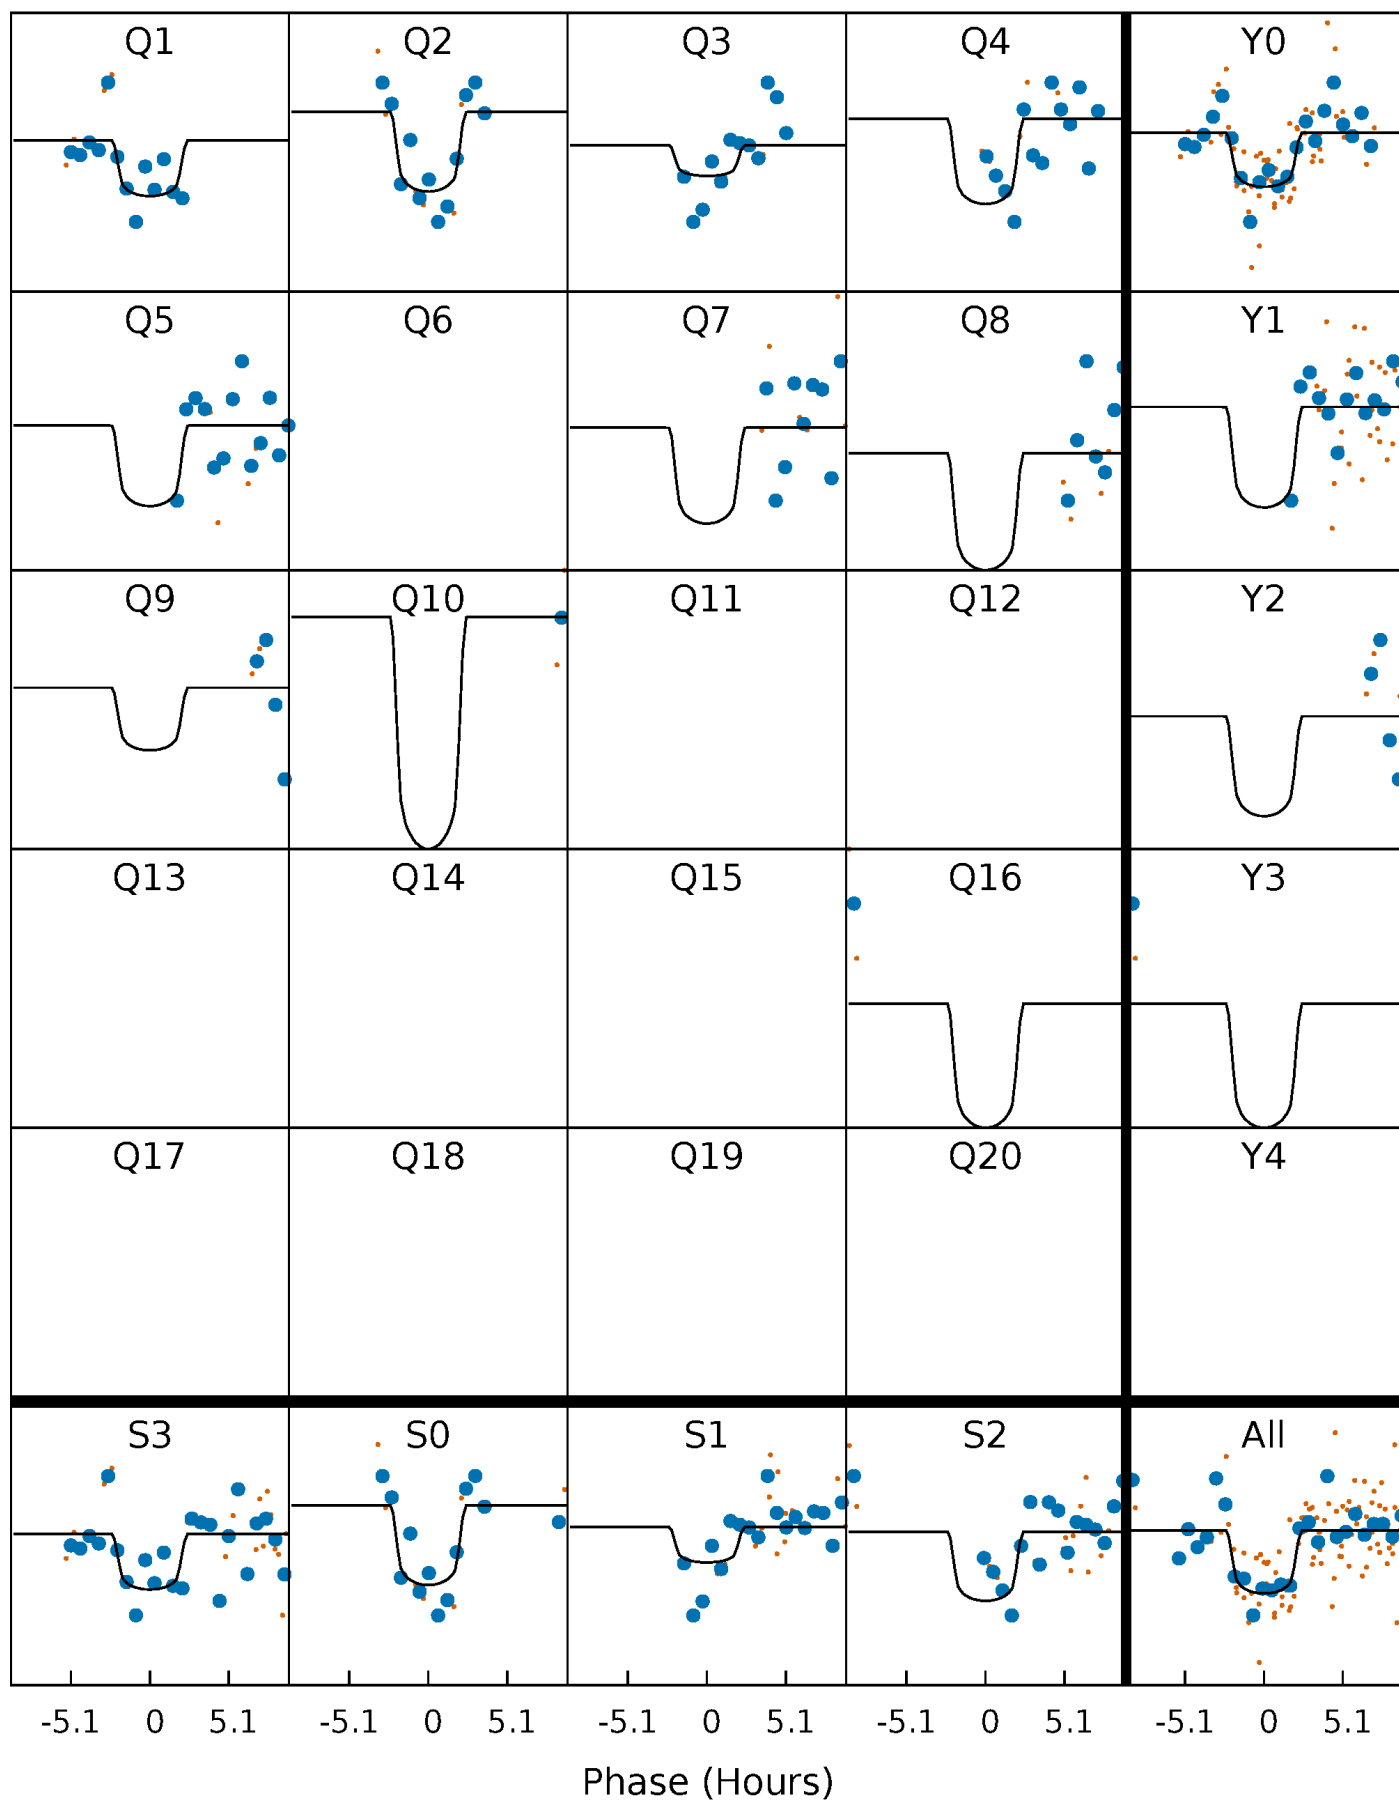 Q1 Q2 Q3 Q4 Y0
Q5 Q6 Q7 Q8 Y1
Q9 Q10 Q11 Q12 Y2
Q13 Q14 Q15 Q16 Y3
Q17 Q18 Q19 Q20 Y4
S3 S0 S1 S2 All
-5.1 0 5.1 -5.1 0 5.1 -5.1 0 5.1 -5.1 0 5.1 -5.1 0 5.1
Phase (Hours)